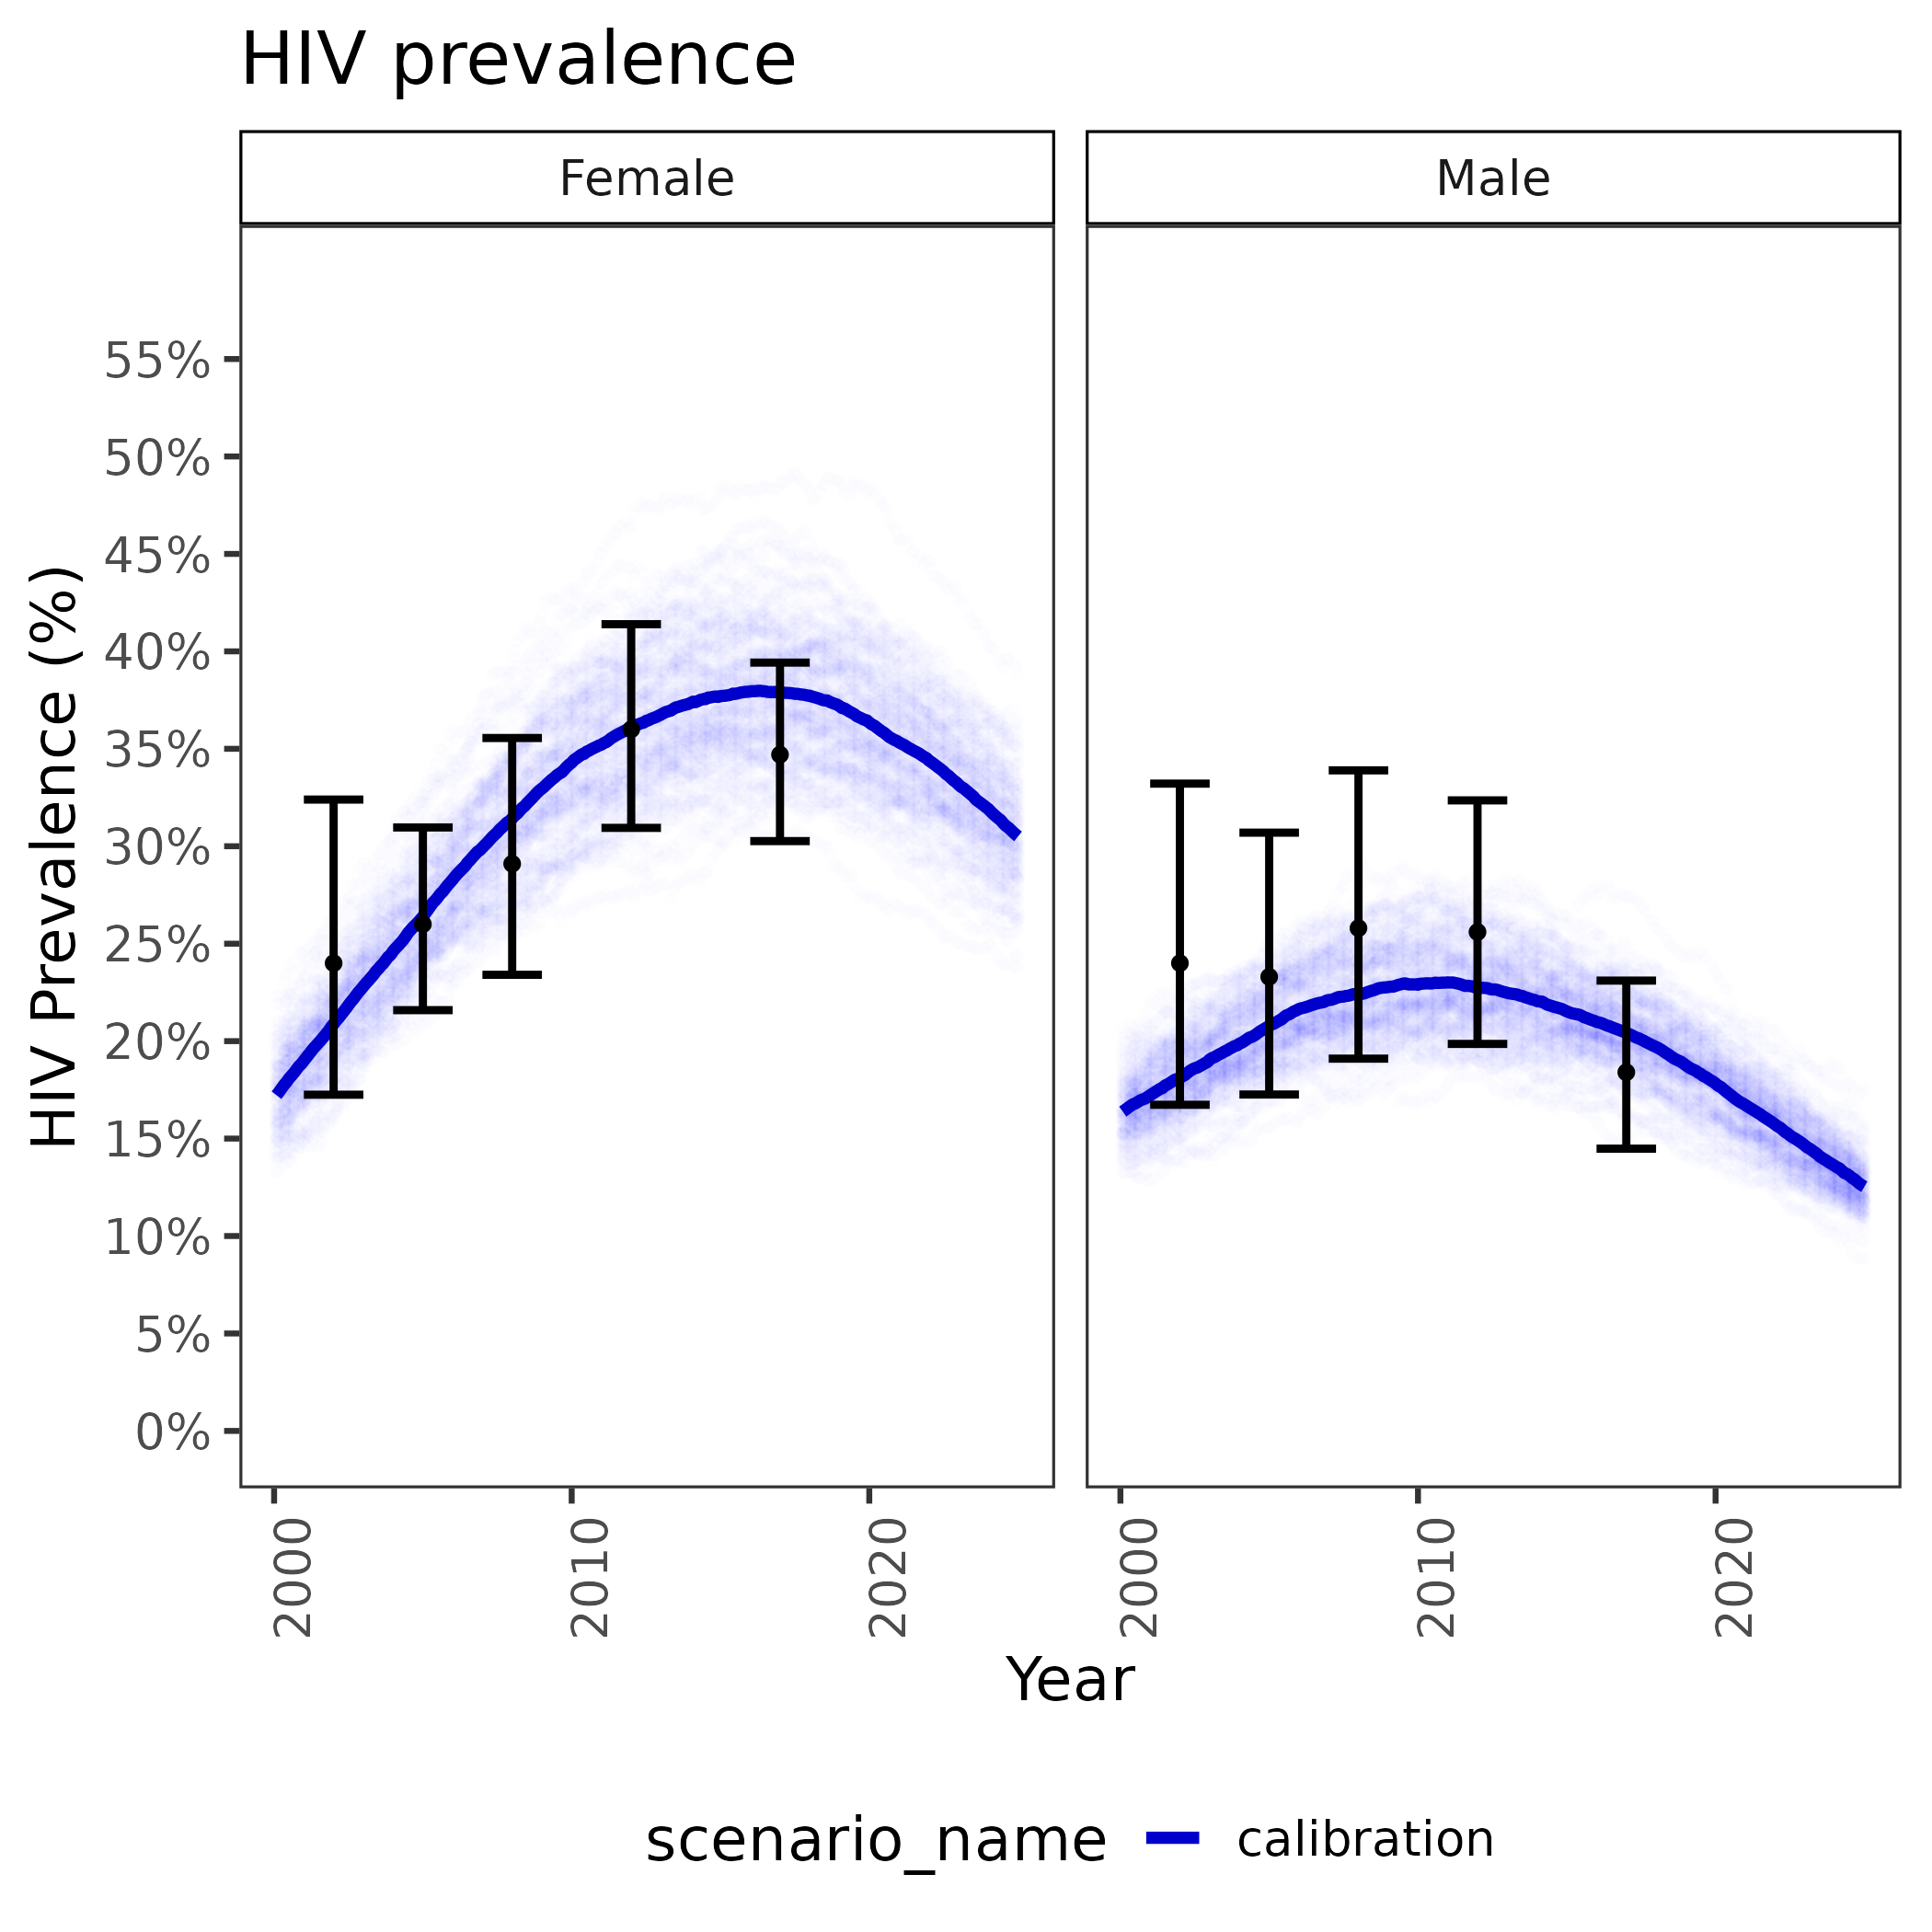 HIV prevalence
Female
Male
HIV Prevalence (%)
55%
50%
45%
40%
35%
30%
25%
20%
15%
10%
5%
0%
2000
2010
2020
2000
2010
2020
Year
scenario_name
calibration